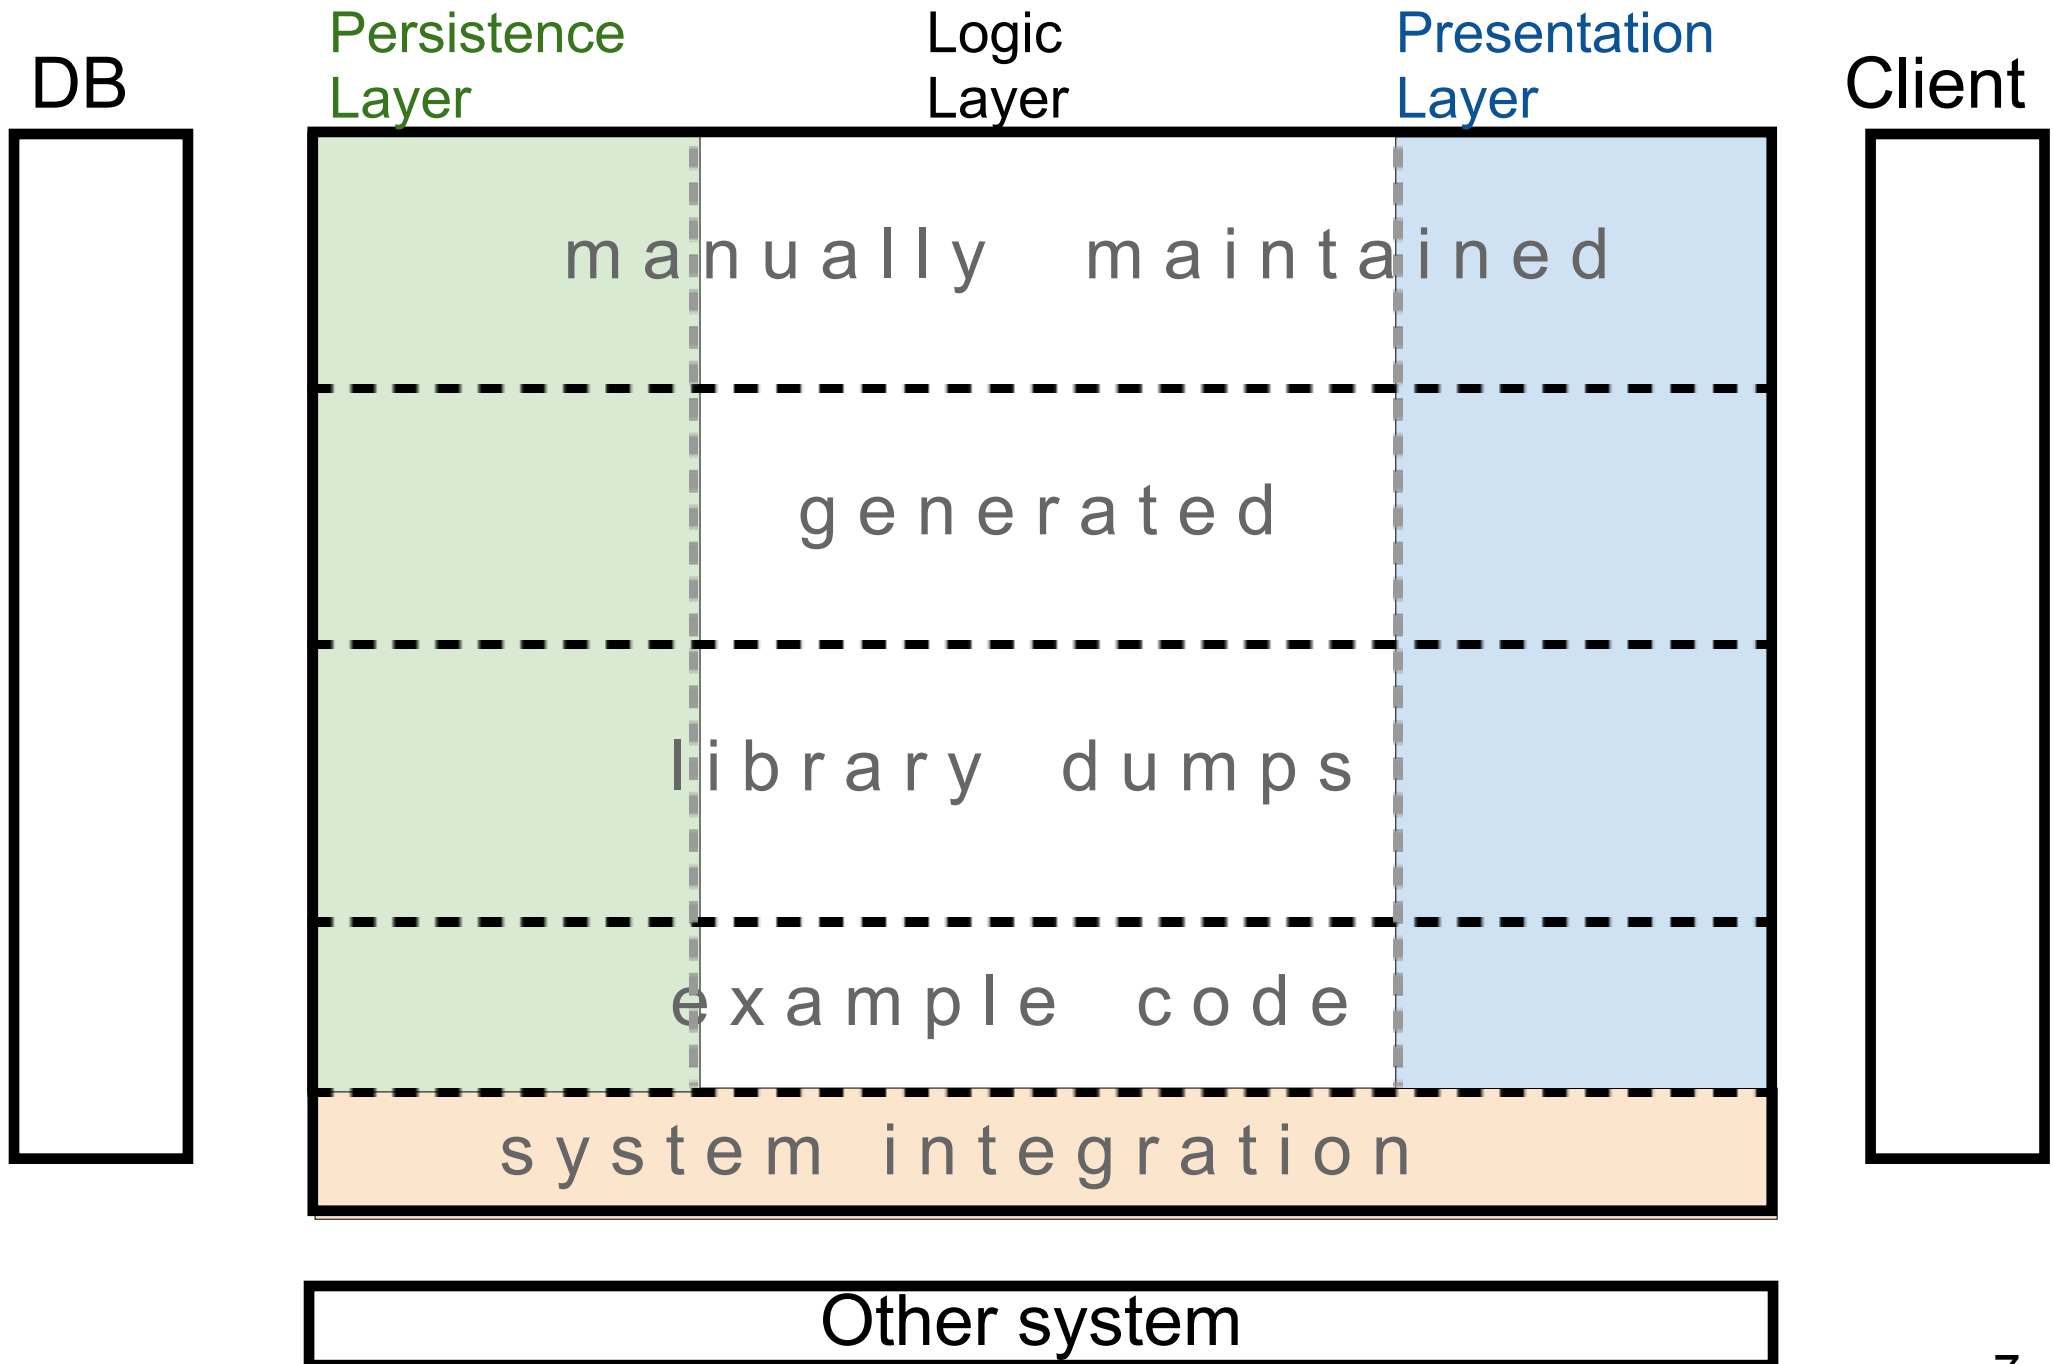 DB
Persistence
Layer
Logic
Layer
Presentation
Layer
Client
manually maintained
generated
library dumps
example code
system integration
Other system
7